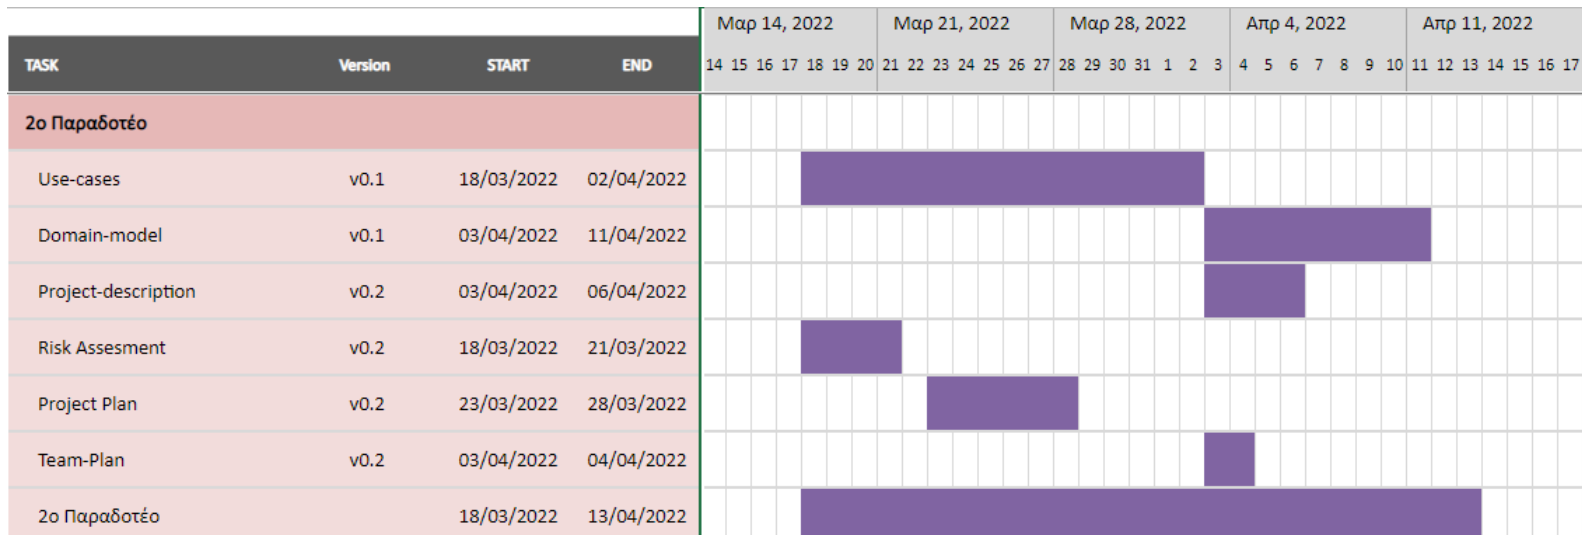 Μαρ 14, 2022 Μαρ 21, 2022 Μαρ 28, 2022 Απρ 4, 2022 Απρ 11, 2022
TASK Version START END 14 15 16 17 18 19 20 21 22 23 24 25 26 27 28 29 30 31 1 2 3 4 5 6 7 8 9 10 11 12 13 14 15 16 17
2ο Παραδοτέο
Use-cases v0.1 18/03/2022 02/04/2022
Domain-model v0.1 03/04/2022 11/04/2022
Project-description v0.2 03/04/2022 06/04/2022
Risk Assesment v0.2 18/03/2022 21/03/2022
Project Plan v0.2 23/03/2022 28/03/2022
Team-Plan v0.2 03/04/2022 04/04/2022
2ο Παραδοτέο 18/03/2022 13/04/2022